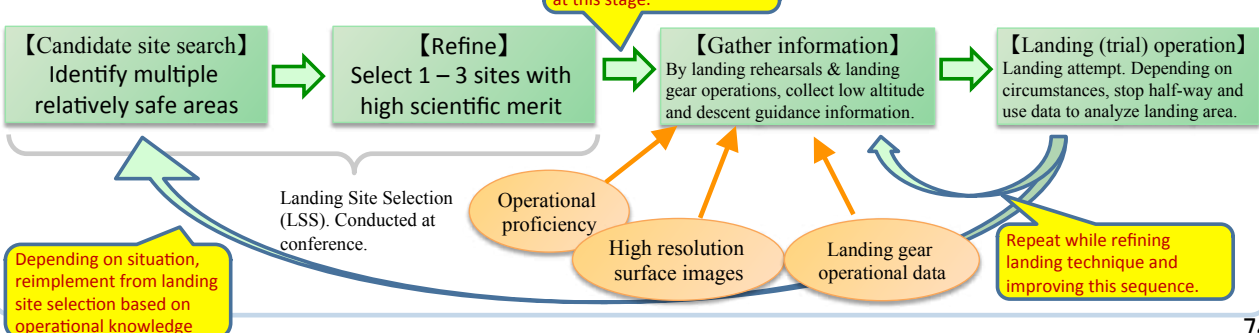 at this stage.
【Candidate site search】
Identify multiple
relatively safe areas
【Refine】
Select 1 – 3 sites with
high scientific merit
【Gather information】
By landing rehearsals & landing
gear operations, collect low altitude
and descent guidance information.
【Landing (trial) operation】
Landing attempt. Depending on
circumstances, stop half-way and
use data to analyze landing area.
Landing Site Selection
(LSS). Conducted at
conference.
Operational
proficiency
High resolution
surface images
Landing gear
operational data
Depending on situation,
reimplement from landing
site selection based on
operational knowledge
Repeat while refining
landing technique and
improving this sequence.